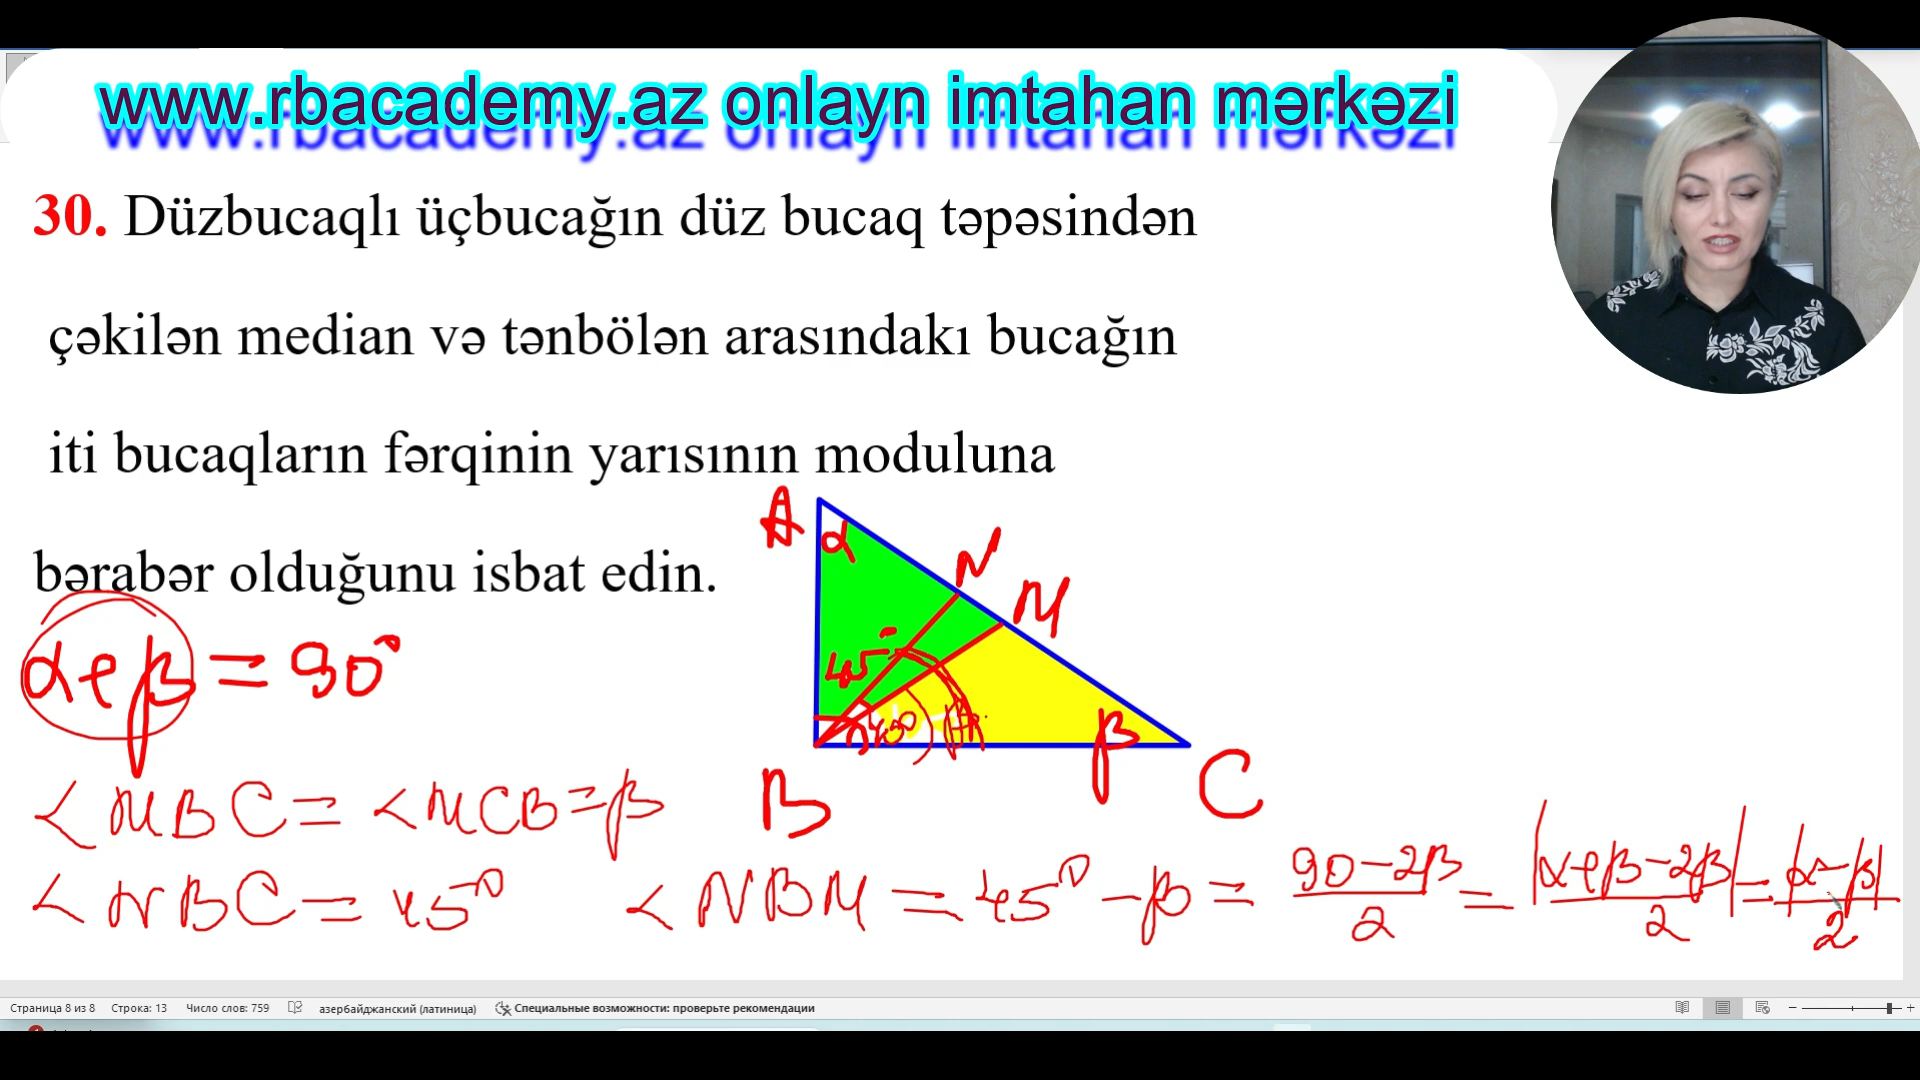 www.rbacademy.az onlayn imtahan mərkəzi
30. Düzbucaqlı üçbucağın düz bucaq təpəsindən
çəkilən median və tənbölən arasındakı bucağın
iti bucaqların fərqinin yarısının moduluna
bərabər olduğunu isbat edin.
A
α
N
M
45°
β
B
C
α+β = 90°
<MBC = <MCB = β
<NBC = 45°
<NBM = 45° - β = 90-2β/2 = |α+β-2β|/2 = |α-β|/2
Страница 8 из 8 Строка: 13 Число слов: 759 азербайджанский (латиница) Специальные возможности: проверьте рекомендации